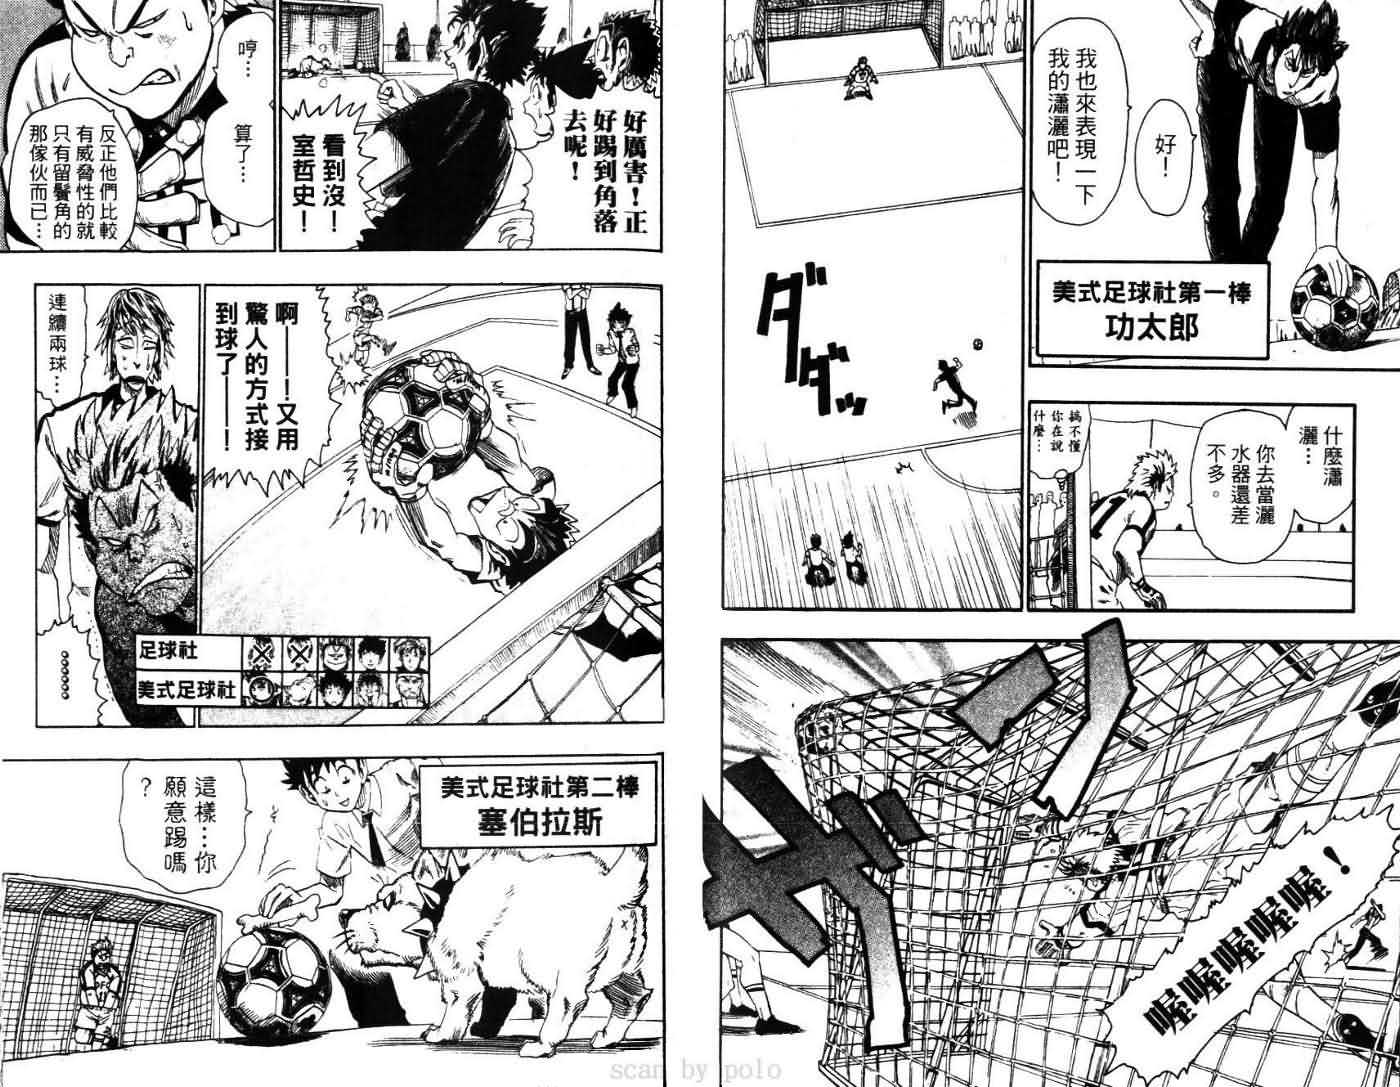 我也來表現一下
我的瀟灑吧！
好！
美式足球社第一棒
功太郎
什麼瀟
灑…
你去當灑
水器還差
不多。
搞不懂
你在說
什麼…
ダダダッ
ザンッ
喔喔喔喔喔喔！
好厲害！正
好踢到角落
去呢！
看到沒！
室哲史！
哼…
算了…
反正他們比較
有威脅性的就
只有留鬢角的
那傢伙而已…
啊——！又用
驚人的方式接
到球了——！
連續兩球…
……
足球社
美式足球社
美式足球社第二棒
塞伯拉斯
這樣…你
願意踢嗎
？
scan by polo